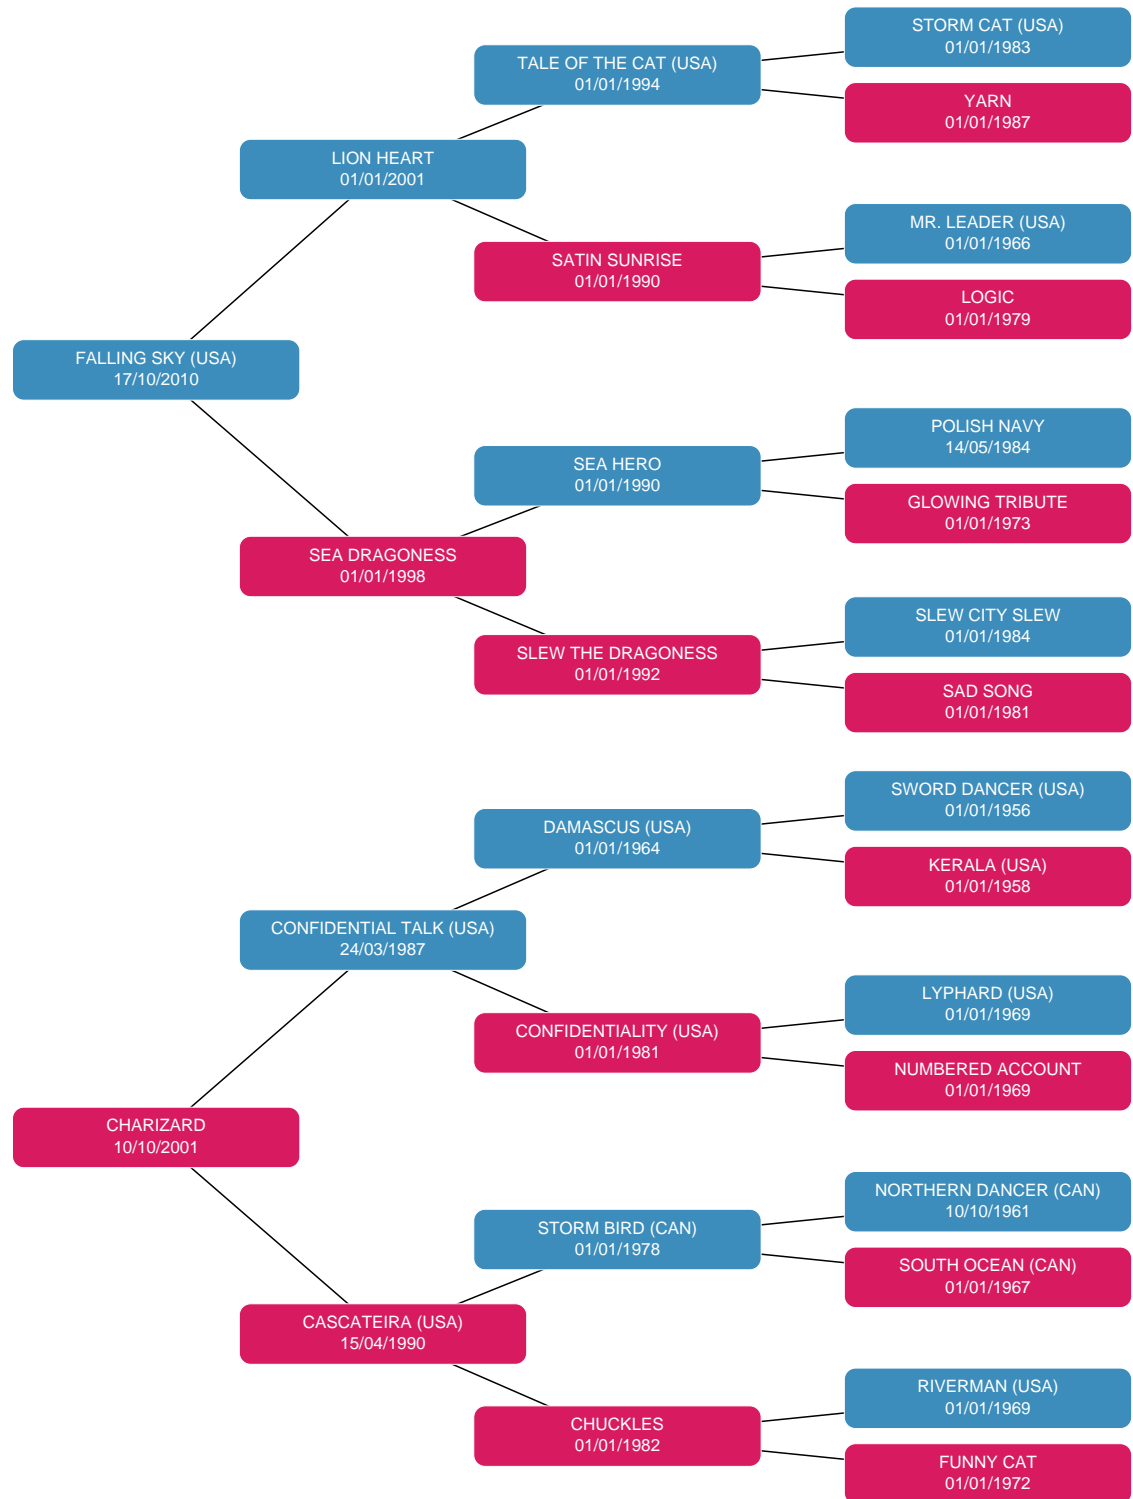 STORM CAT (USA)
01/01/1983
TALE OF THE CAT (USA)
01/01/1994
YARN
01/01/1987
LION HEART
01/01/2001
MR. LEADER (USA)
01/01/1966
SATIN SUNRISE
01/01/1990
LOGIC
01/01/1979
FALLING SKY (USA)
17/10/2010
POLISH NAVY
14/05/1984
SEA HERO
01/01/1990
GLOWING TRIBUTE
01/01/1973
SEA DRAGONESS
01/01/1998
SLEW CITY SLEW
01/01/1984
SLEW THE DRAGONESS
01/01/1992
SAD SONG
01/01/1981
SWORD DANCER (USA)
01/01/1956
DAMASCUS (USA)
01/01/1964
KERALA (USA)
01/01/1958
CONFIDENTIAL TALK (USA)
24/03/1987
LYPHARD (USA)
01/01/1969
CONFIDENTIALITY (USA)
01/01/1981
NUMBERED ACCOUNT
01/01/1969
CHARIZARD
10/10/2001
NORTHERN DANCER (CAN)
10/10/1961
STORM BIRD (CAN)
01/01/1978
SOUTH OCEAN (CAN)
01/01/1967
CASCATEIRA (USA)
15/04/1990
RIVERMAN (USA)
01/01/1969
CHUCKLES
01/01/1982
FUNNY CAT
01/01/1972